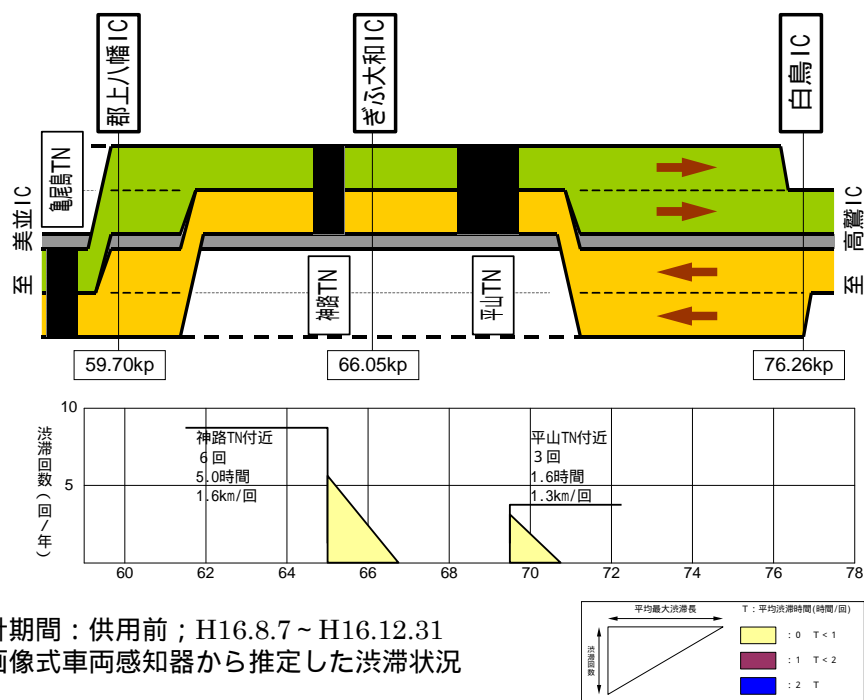 郡上八幡IC
ぎふ大和IC
白鳥IC
亀尾島TN
至　美並IC
至　高鷲IC
神路TN
平山TN
59.70kp
66.05kp
76.26kp
渋滞回数(回/年)
10
5
神路TN付近
6回
5.0時間
1.6km/回
平山TN付近
3回
1.6時間
1.3km/回
60 62 64 66 68 70 72 74 76 78
計期間：供用前；H16.8.7～H16.12.31
画像式車両感知器から推定した渋滞状況
平均最大渋滞長
渋滞回数
T：平均渋滞時間(時間/回)
：0　T<1
：1　T<2
：2　T